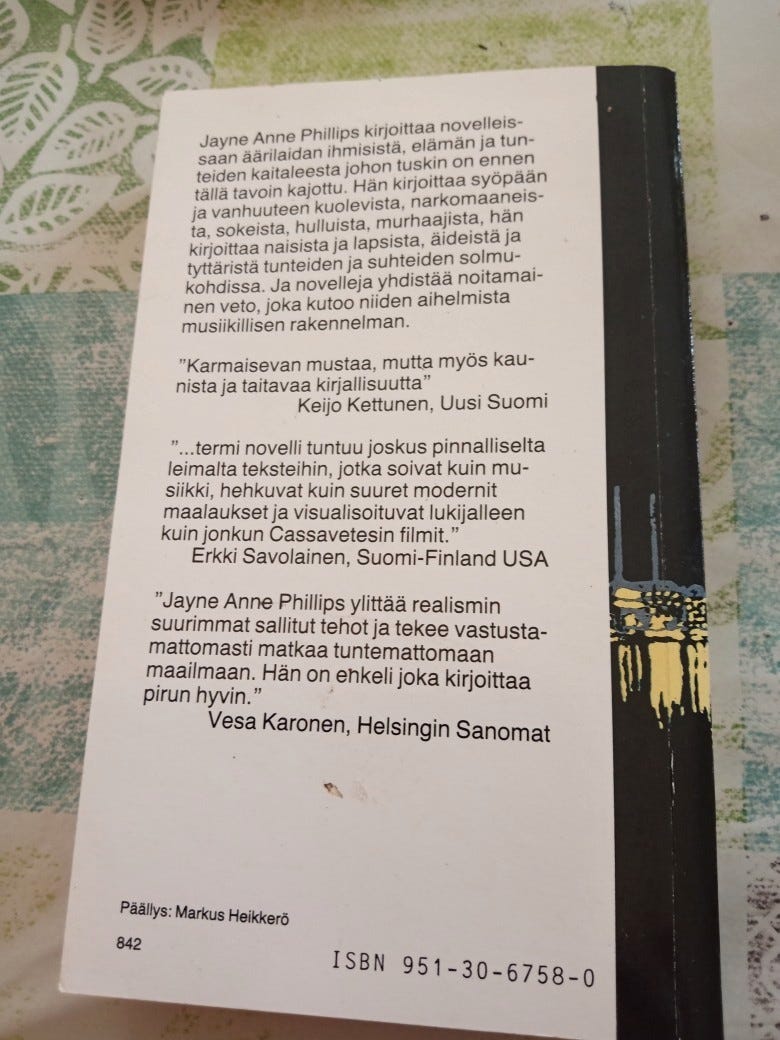 Jayne Anne Phillips kirjoittaa novelleis-
saan äärilaidan ihmisistä, elämän ja tun-
teiden kaitaleesta johon tuskin on ennen
tällä tavoin kajottu. Hän kirjoittaa syöpään
ja vanhuuteen kuolevista, narkomaaneis-
ta, sokeista, hulluista, murhaajista, hän
kirjoittaa naisista ja lapsista, äideistä ja
tyttäristä tunteiden ja suhteiden solmu-
kohdissa. Ja novelleja yhdistää noitamai-
nen veto, joka kutoo niiden aihelmista
musiikillisen rakennelman.
"Karmaisevan mustaa, mutta myös kau-
nista ja taitavaa kirjallisuutta"
Keijo Kettunen, Uusi Suomi
"...termi novelli tuntuu joskus pinnalliselta
leimalta teksteihin, jotka soivat kuin mu-
siikki, hehkuvat kuin suuret modernit
maalaukset ja visualisoituvat lukijalleen
kuin jonkun Cassavetesin filmit."
Erkki Savolainen, Suomi-Finland USA
"Jayne Anne Phillips ylittää realismin
suurimmat sallitut tehot ja tekee vastusta-
mattomasti matkaa tuntemattomaan
maailmaan. Hän on enkeli joka kirjoittaa
pirun hyvin."
Vesa Karonen, Helsingin Sanomat
Päällys: Markus Heikkerö
842
ISBN 951-30-6758-0